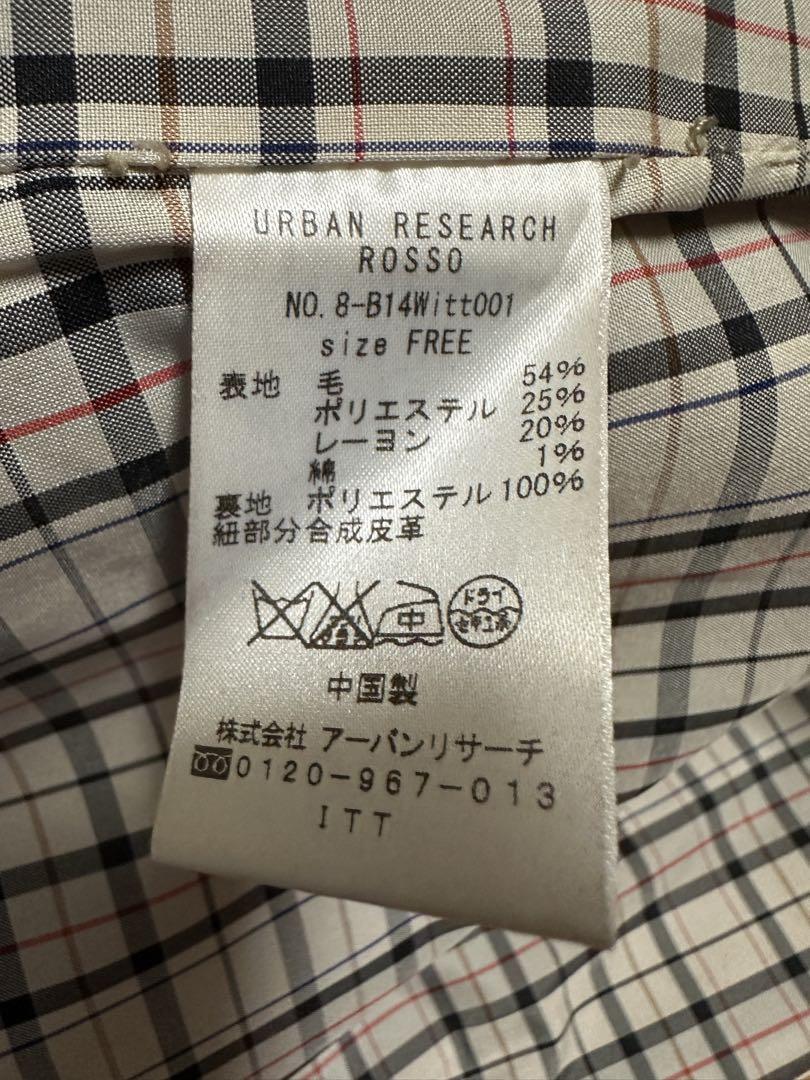 URBAN RESEARCH
ROSSO
NO.8-B14Witt001
size FREE
表地 毛 54%
ポリエステル 25%
レーヨン 20%
綿 1%
裏地 ポリエステル 100%
紐部分合成皮革
中 ドライ
中国製
株式会社 アーバンリサーチ
0120-967-013
ITT